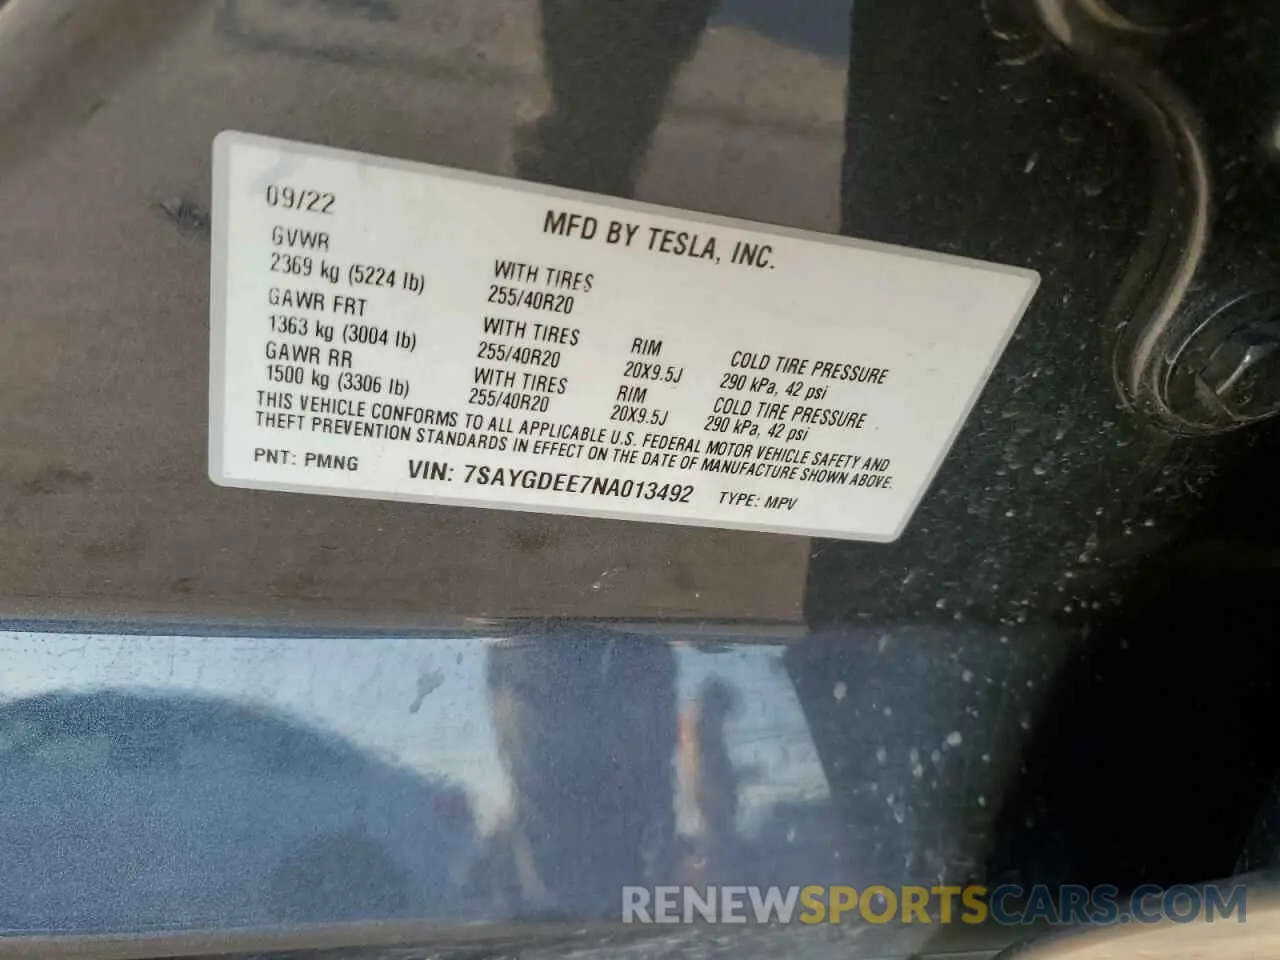 09/22
MFD BY TESLA, INC.
GVWR
2369 kg (5224 lb)
WITH TIRES
255/40R20
GAWR FRT
1363 kg (3004 lb)
WITH TIRES
255/40R20
RIM
20X9.5J
COLD TIRE PRESSURE
290 kPa, 42 psi
GAWR RR
1500 kg (3306 lb)
WITH TIRES
255/40R20
RIM
20X9.5J
COLD TIRE PRESSURE
290 kPa, 42 psi
THIS VEHICLE CONFORMS TO ALL APPLICABLE U.S. FEDERAL MOTOR VEHICLE SAFETY AND
THEFT PREVENTION STANDARDS IN EFFECT ON THE DATE OF MANUFACTURE SHOWN ABOVE.
PNT: PMNG VIN: 7SAYGDEE7NA013492 TYPE: MPV
RENEWSPORTSCARS.COM